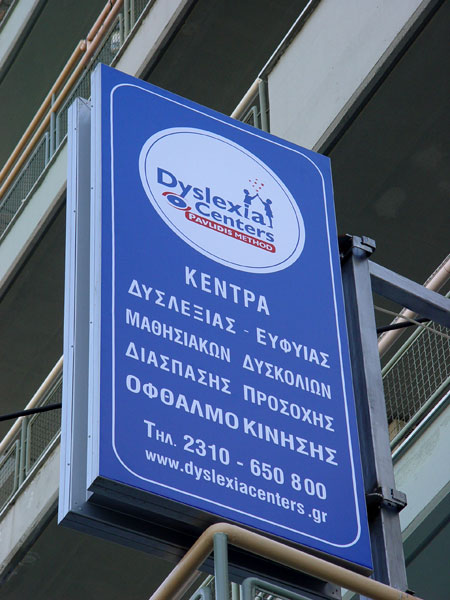 Dyslexia
Centers
PAVLIDIS METHOD
ΚΕΝΤΡΑ
ΔΥΣΛΕΞΙΑΣ - ΕΥΦΥΙΑΣ
ΜΑΘΗΣΙΑΚΩΝ ΔΥΣΚΟΛΙΩΝ
ΔΙΑΣΠΑΣΗΣ ΠΡΟΣΟΧΗΣ
ΟΦΘΑΛΜΟΚΙΝΗΣΗΣ
Τηλ. 2310 - 650 800
www.dyslexiacenters.gr